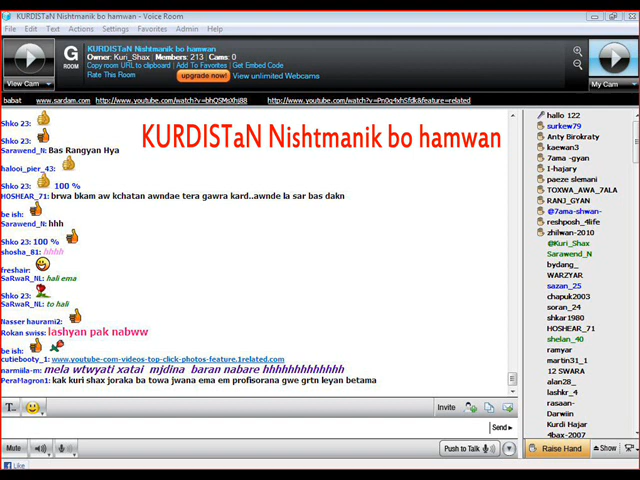 KURDISTaN Nishtmanik bo hamwan - Voice Room
File Edit Text Actions Settings Favorites Admin Help
View Cam
G
ROOM
KURDISTaN Nishtmanik bo hamwan
Owner: Kuri_Shax | Members: 213 | Cams: 0
Copy room URL to clipboard | Add To Favorites | Get Embed Code
Rate This Room upgrade now! View unlimited Webcams
My Cam
babat www.sardam.com http://www.youtube.com/watch?v=bhQSMsXhj88 http://www.youtube.com/watch?v=Pn0q4xhSfdk&feature=related
KURDISTaN Nishtmanik bo hamwan
Shko 23:
Shko 23:
Sarawend_N: Bas Rangyan Hya
halooi_pier_43:
Shko 23: 100 %
HOSHEAR_71: brwa bkam aw kchatan awndae tera gawra kard..awnde la sar bas dakn
be ish:
Sarawend_N: hhh
Shko 23: 100 %
shosha_81: hhhh
freshair:
SaRwaR_NL: hali ema
Shko 23:
SaRwaR_NL: to hali
Nasser haurami2:
Rokan swiss: lashyan pak nabww
be ish:
cutiebooty_1: www.youtube-com-videos-top-click-photos-feature.1related.com
narmiila-m: mela wtwyati xatai mjdina baran nabare hhhhhhhhhhhhh
PeraMagron1: kak kuri shax joraka ba towa jwana ema em profisorana gwe grtn leyan betama
hallo 122
surkew79
Anty Birokraty
kaewan3
7ama -gyan
I-hajary
paeze slemani
TOXWA_AWA_7ALA
RANJ_GYAN
@7ama-shwan-
reshposh_4life
zhilwan-2010
@Kuri_Shax
Sarawend_N
bydang_
WARZYAR
sazan_25
chapuk2003
soran_24
shkar1980
HOSHEAR_71
shelan_40
ramyar
martin31_1
12 SWARA
alan28_
lashkr_4
rasaan-
Darwiin
Kurdi Hajar
4bax-2007
T... Invite
Send
Mute Push to Talk Raise Hand Show
Like